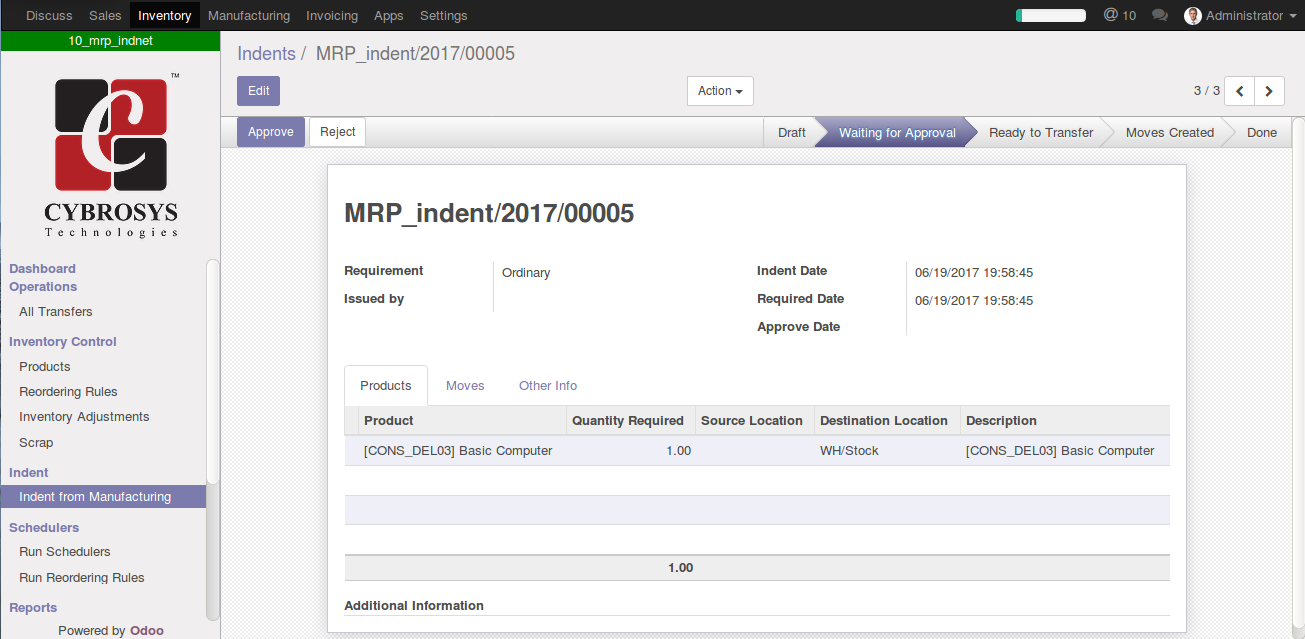 Discuss Sales Inventory Manufacturing Invoicing Apps Settings @ 10 Administrator
10_mrp_indnet
™
C
CYBROSYS
Technologies
Dashboard
Operations
All Transfers
Inventory Control
Products
Reordering Rules
Inventory Adjustments
Scrap
Indent
Indent from Manufacturing
Schedulers
Run Schedulers
Run Reordering Rules
Reports
Powered by Odoo
Indents / MRP_indent/2017/00005
Edit Action 3 / 3
Approve Reject Draft Waiting for Approval Ready to Transfer Moves Created Done
MRP_indent/2017/00005
Requirement Ordinary Indent Date 06/19/2017 19:58:45
Issued by Required Date 06/19/2017 19:58:45
Approve Date
Products Moves Other Info
Product Quantity Required Source Location Destination Location Description
[CONS_DEL03] Basic Computer 1.00 WH/Stock [CONS_DEL03] Basic Computer
1.00
Additional Information